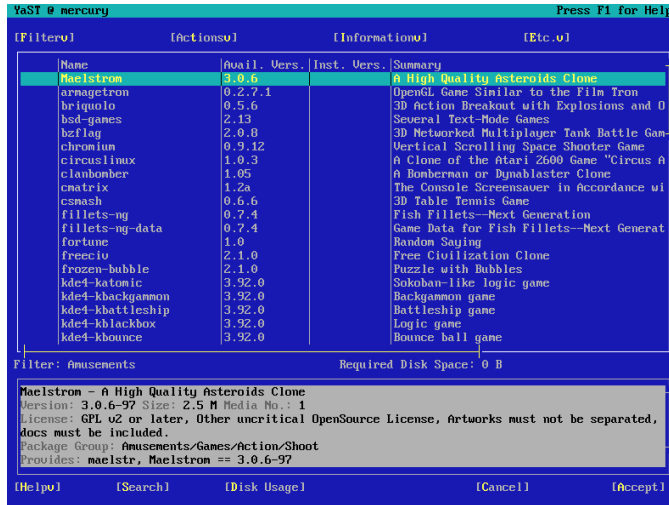 YaST @ mercury Press F1 for Help
[Filter↓] [Actions↓] [Information↓] [Etc.↓]
Name |Avail. Vers.|Inst. Vers.|Summary
Maelstrom 3.0.6 A High Quality Asteroids Clone
armagetron 0.2.7.1 OpenGL Game Similar to the Film Tron
briquolo 0.5.6 3D Action Breakout with Explosions and O
bsd-games 2.13 Several Text-Mode Games
bzflag 2.0.8 3D Networked Multiplayer Tank Battle Gam
chromium 0.9.12 Vertical Scrolling Space Shooter Game
circuslinux 1.0.3 A Clone of the Atari 2600 Game "Circus A
clanbomber 1.05 A Bomberman or Dynablaster Clone
cmatrix 1.2a The Console Screensaver in Accordance wi
csmash 0.6.6 3D Table Tennis Game
fillets-ng 0.7.4 Fish Fillets--Next Generation
fillets-ng-data 0.7.4 Game Data for Fish Fillets--Next Generat
fortune 1.0 Random Saying
freeciv 2.1.0 Free Civilization Clone
frozen-bubble 2.1.0 Puzzle with Bubbles
kde4-katomic 3.92.0 Sokoban-like logic game
kde4-kbackgammon 3.92.0 Backgammon game
kde4-kbattleship 3.92.0 Battleship game
kde4-kblackbox 3.92.0 Logic game
kde4-kbounce 3.92.0 Bounce ball game
Filter: Amusements Required Disk Space: 0 B
Maelstrom - A High Quality Asteroids Clone
Version: 3.0.6-97 Size: 2.5 M Media No.: 1
License: GPL v2 or later, Other uncritical OpenSource License, Artworks must not be separated,
docs must be included.
Package Group: Amusements/Games/Action/Shoot
Provides: maelstr, Maelstrom == 3.0.6-97
[Help↓] [Search] [Disk Usage] [Cancel] [Accept]